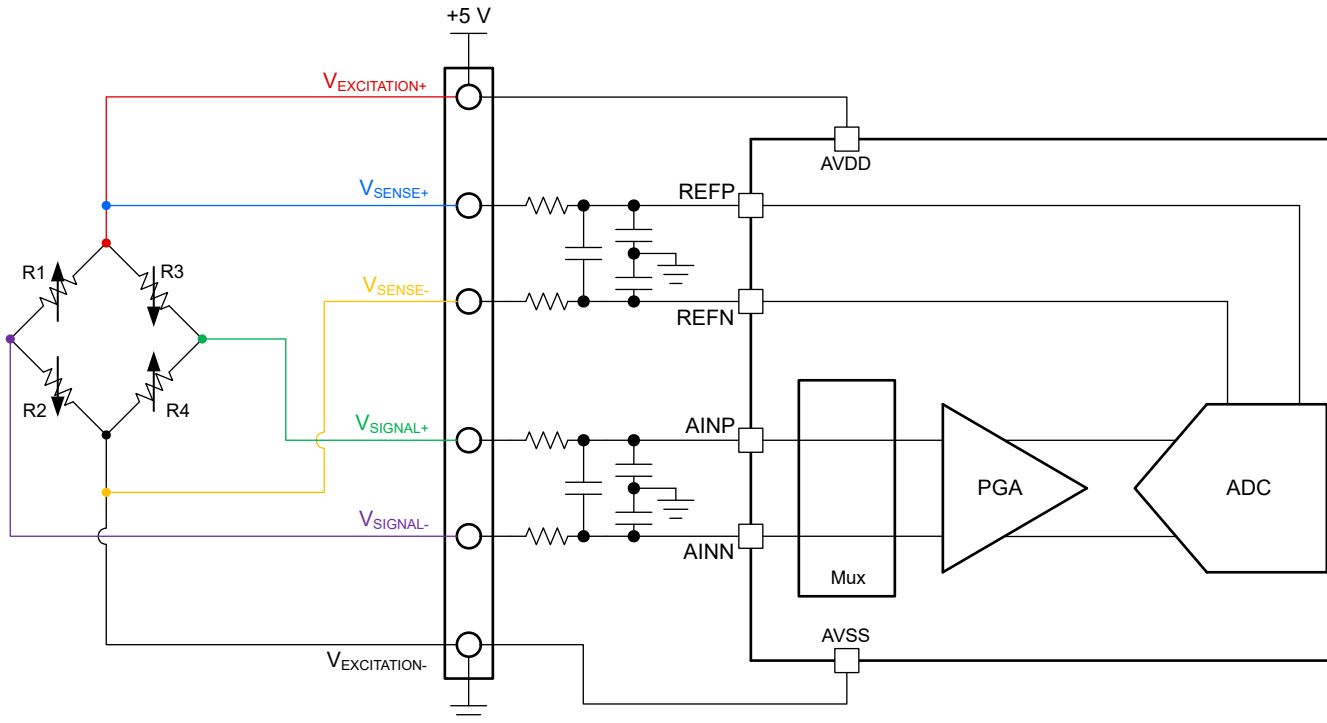 +5 V
VEXCITATION+
AVDD
VSENSE+
REFP
R1
R3
VSENSE-
REFN
R2
R4
VSIGNAL+
AINP
PGA
ADC
VSIGNAL-
AINN
Mux
AVSS
VEXCITATION-